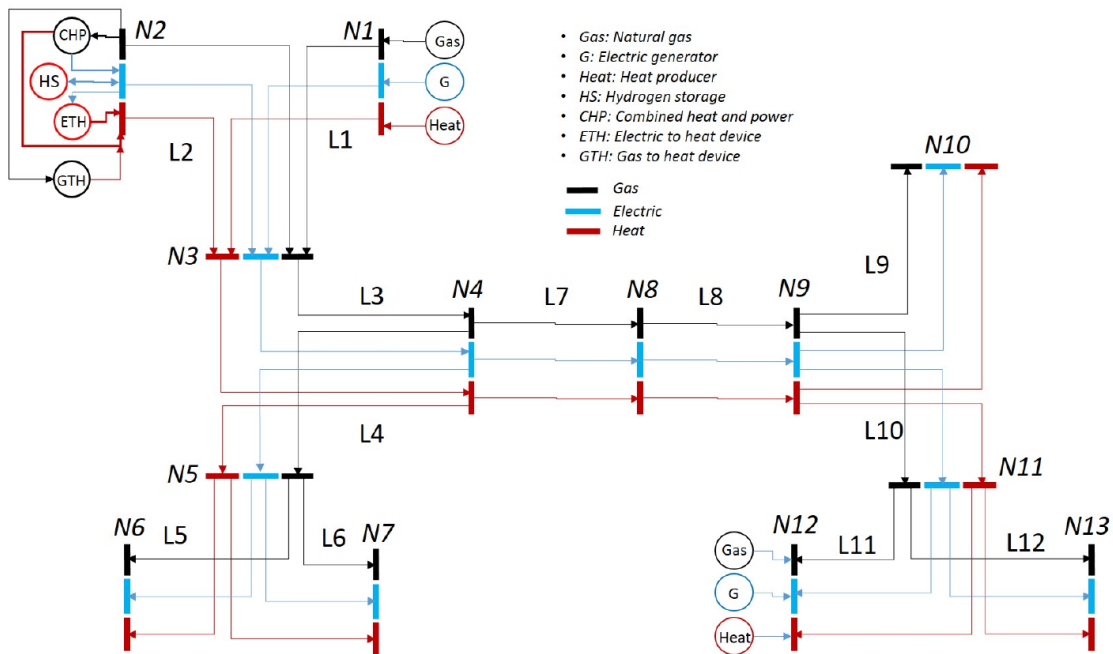 N2
N1
CHP
Gas
HS
G
ETH
Heat
GTH
L2
L1
• Gas: Natural gas
• G: Electric generator
• Heat: Heat producer
• HS: Hydrogen storage
• CHP: Combined heat and power
• ETH: Electric to heat device
• GTH: Gas to heat device
Gas
Electric
Heat
N10
N3
L3
N4
L7
N8
L8
N9
L9
L4
L10
N5
N11
N6
L5
L6
N7
N12
L11
L12
N13
Gas
G
Heat